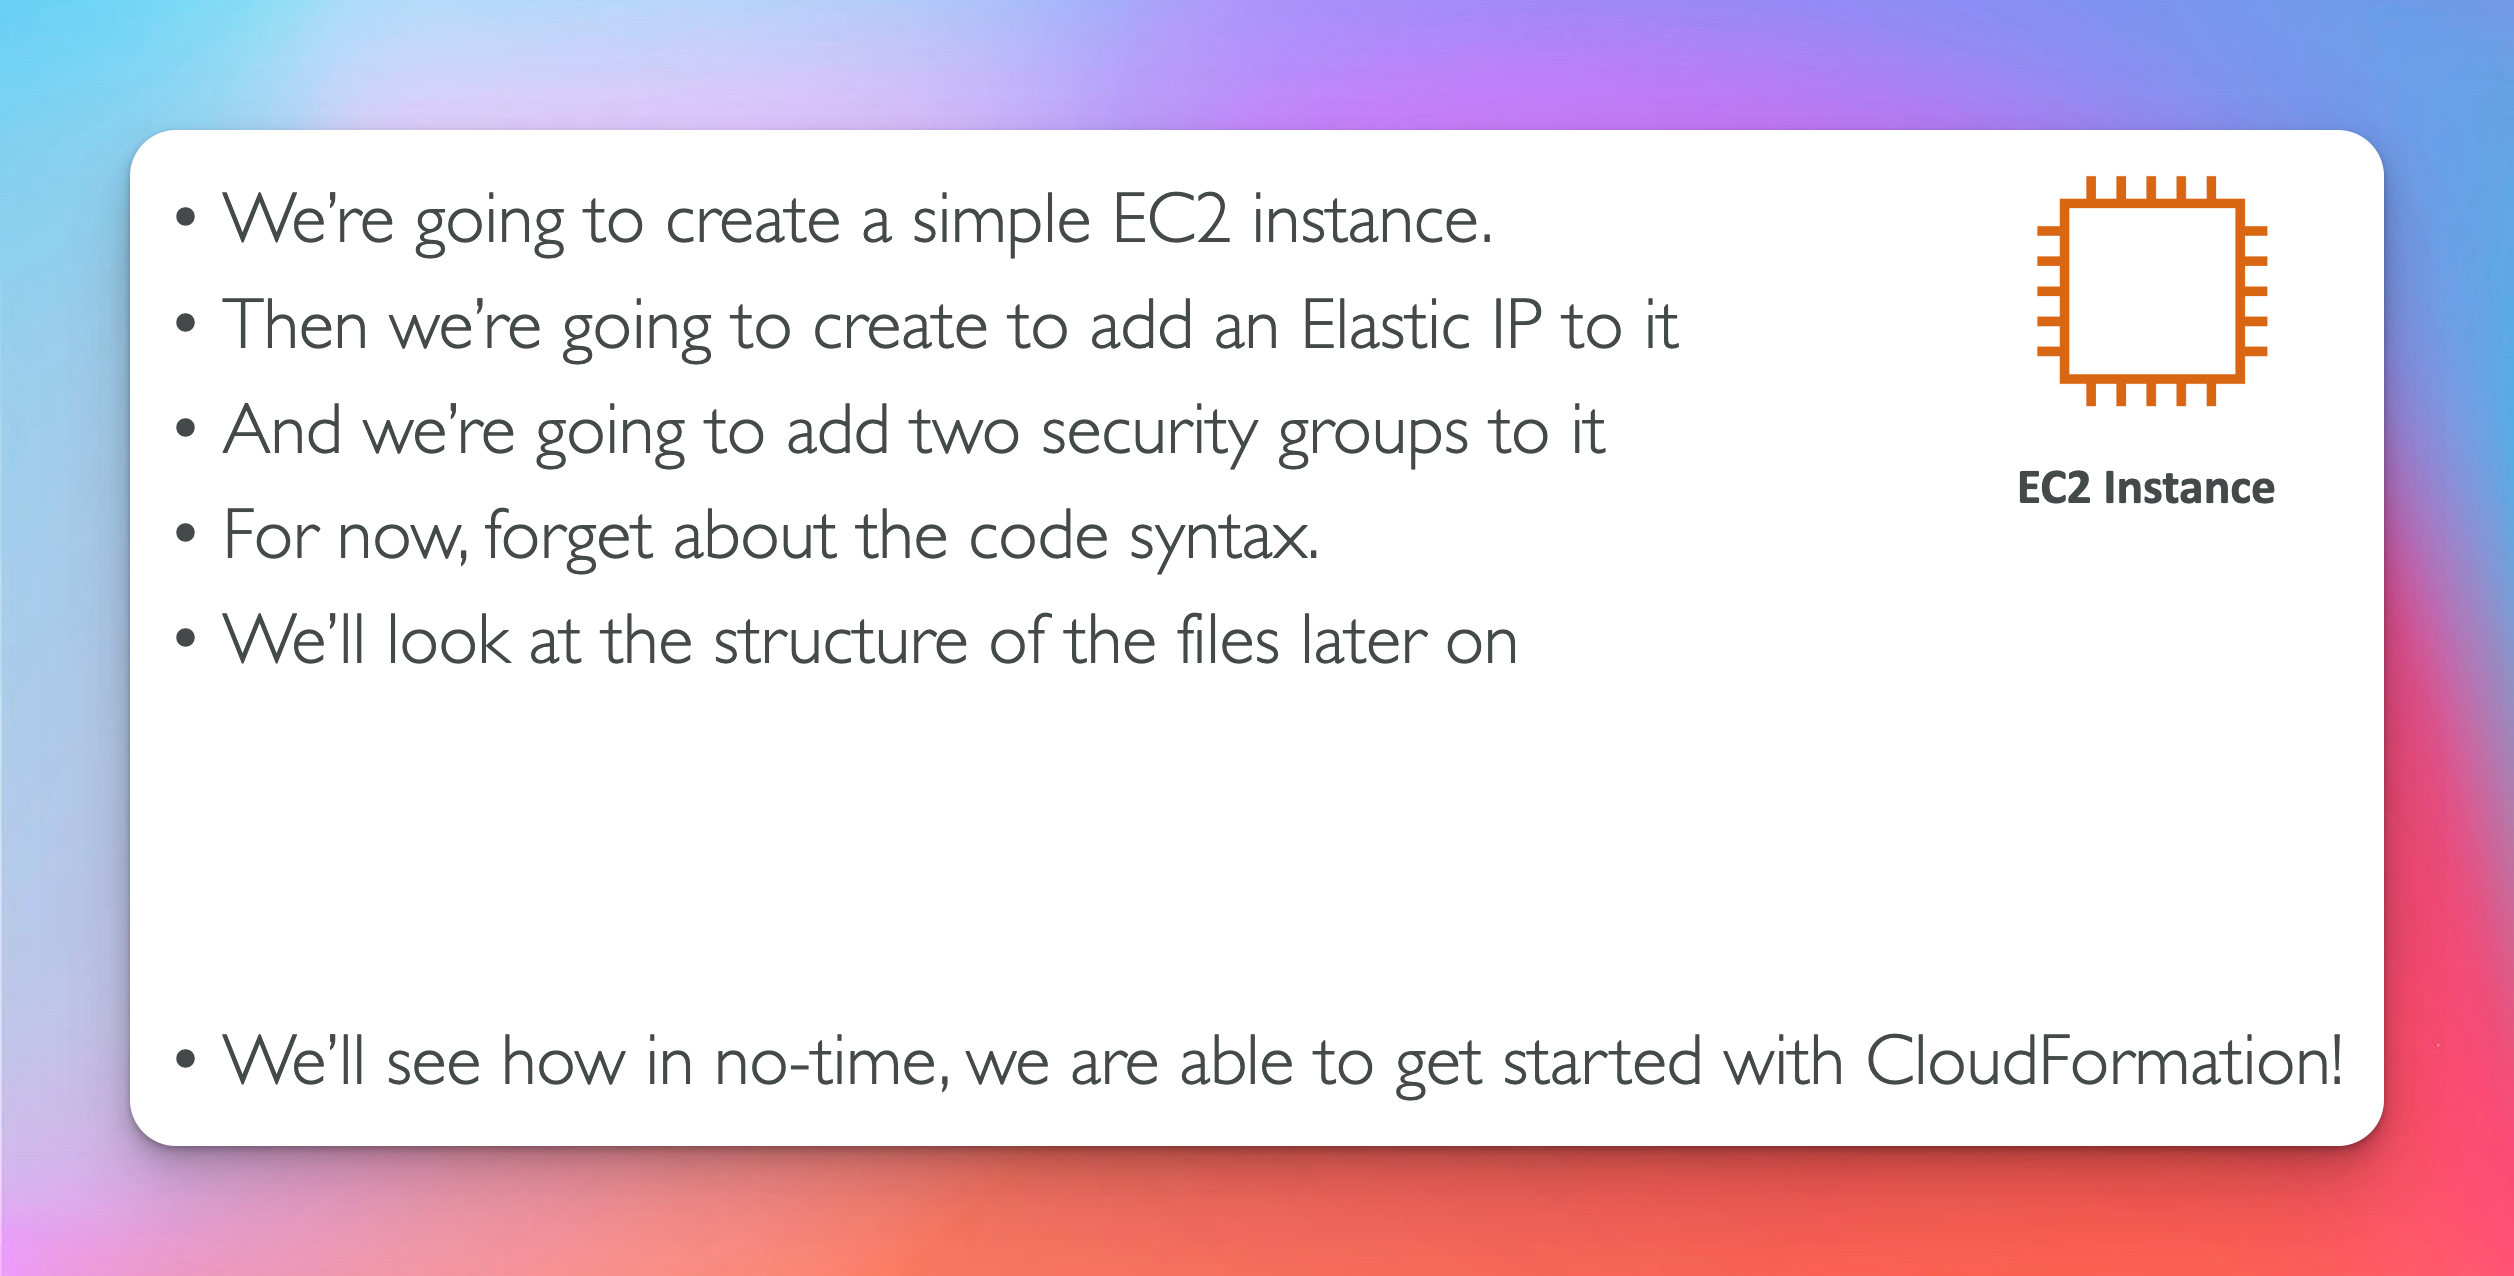 • We’re going to create a simple EC2 instance.
• Then we’re going to create to add an Elastic IP to it
• And we’re going to add two security groups to it
• For now, forget about the code syntax.
• We’ll look at the structure of the files later on
• We’ll see how in no-time, we are able to get started with CloudFormation!
EC2 Instance